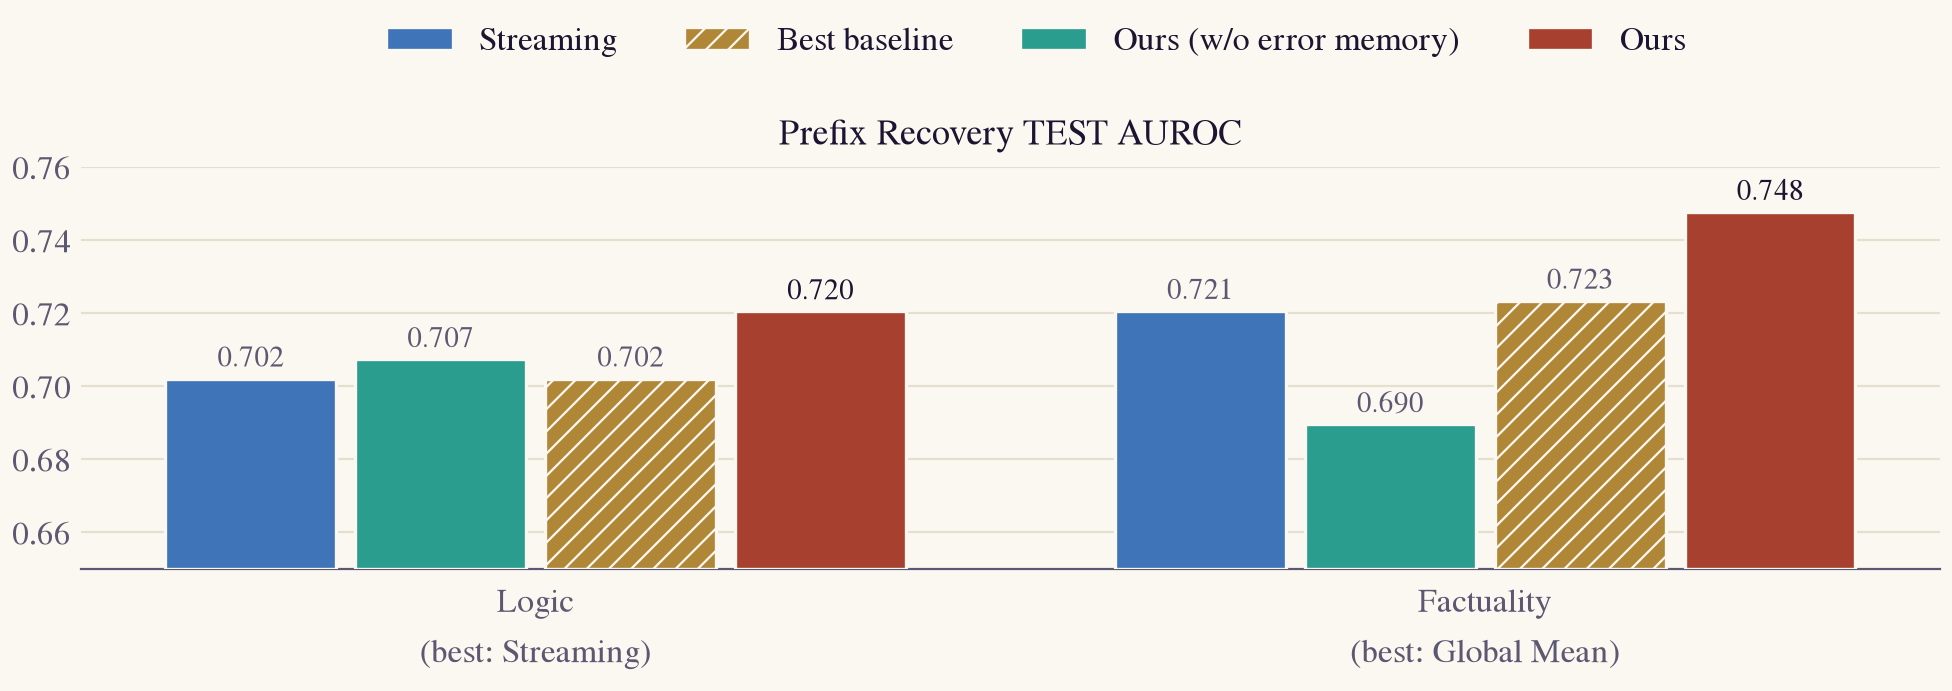 Streaming Best baseline Ours (w/o error memory) Ours
Prefix Recovery TEST AUROC
0.76
0.74
0.72
0.70
0.68
0.66
0.702
0.707
0.702
0.720
0.721
0.690
0.723
0.748
Logic
(best: Streaming)
Factuality
(best: Global Mean)